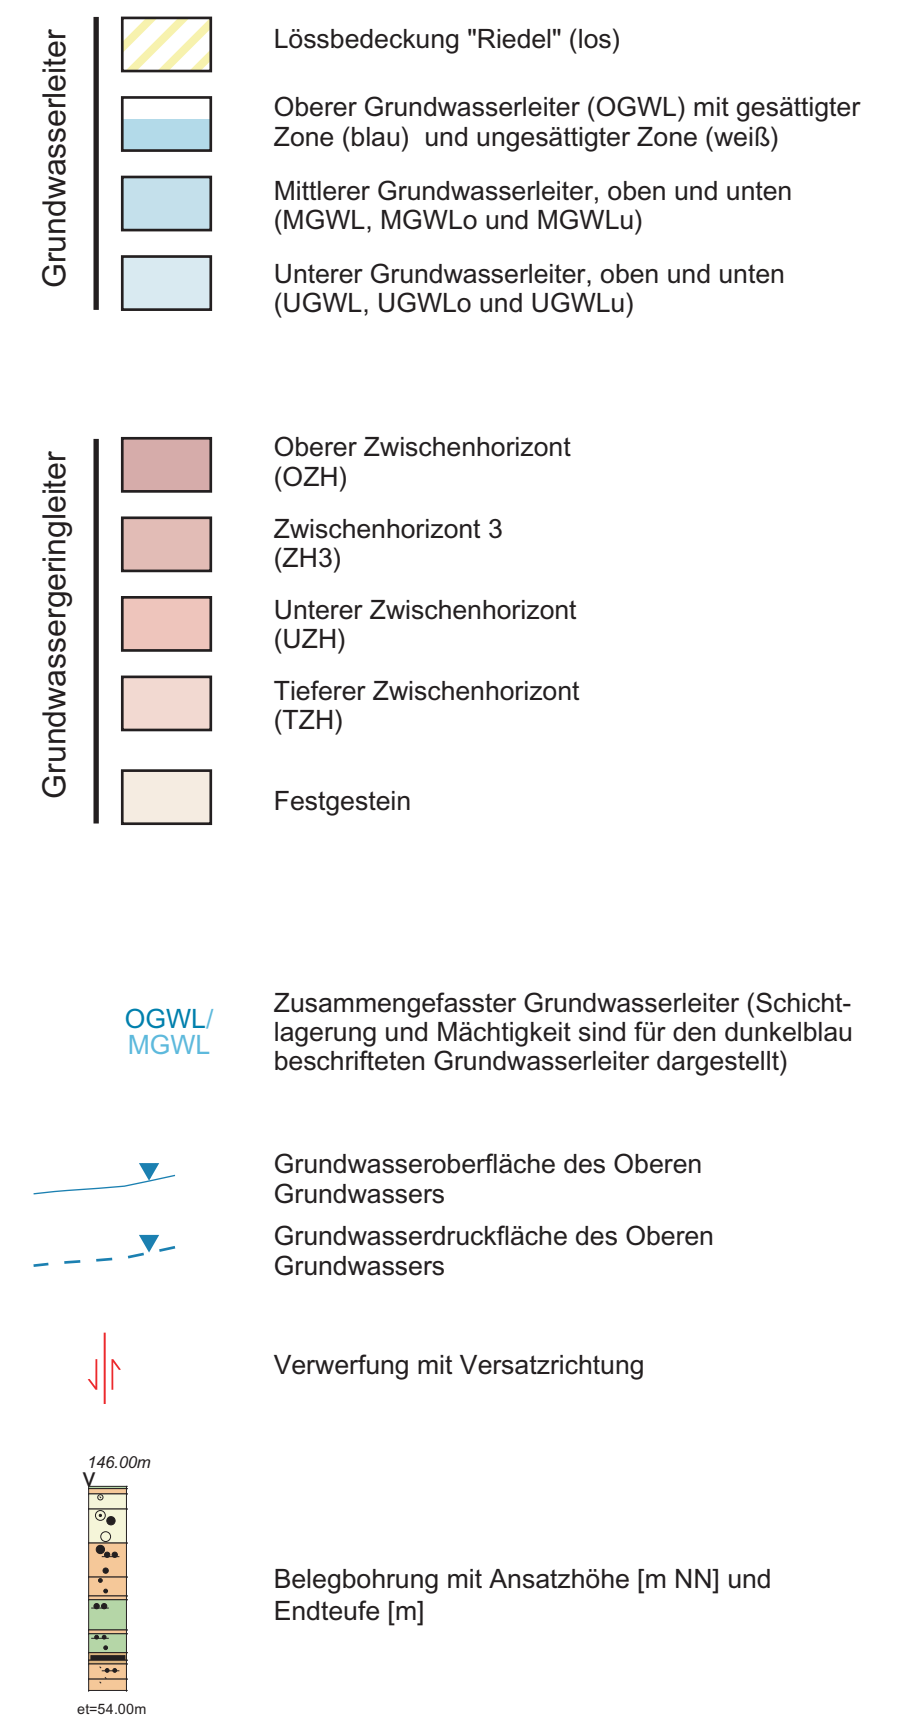 Grundwasserleiter
Lössbedeckung "Riedel" (los)
Oberer Grundwasserleiter (OGWL) mit gesättigter
Zone (blau) und ungesättigter Zone (weiß)
Mittlerer Grundwasserleiter, oben und unten
(MGWL, MGWLo und MGWLu)
Unterer Grundwasserleiter, oben und unten
(UGWL, UGWLo und UGWLu)
Grundwassergeringleiter
Oberer Zwischenhorizont
(OZH)
Zwischenhorizont 3
(ZH3)
Unterer Zwischenhorizont
(UZH)
Tieferer Zwischenhorizont
(TZH)
Festgestein
OGWL/
MGWL
Zusammengefasster Grundwasserleiter (Schicht-
lagerung und Mächtigkeit sind für den dunkelblau
beschrifteten Grundwasserleiter dargestellt)
Grundwasseroberfläche des Oberen
Grundwassers
Grundwasserdruckfläche des Oberen
Grundwassers
Verwerfung mit Versatzrichtung
146.00m
Belegbohrung mit Ansatzhöhe [m NN] und
Endteufe [m]
et=54.00m